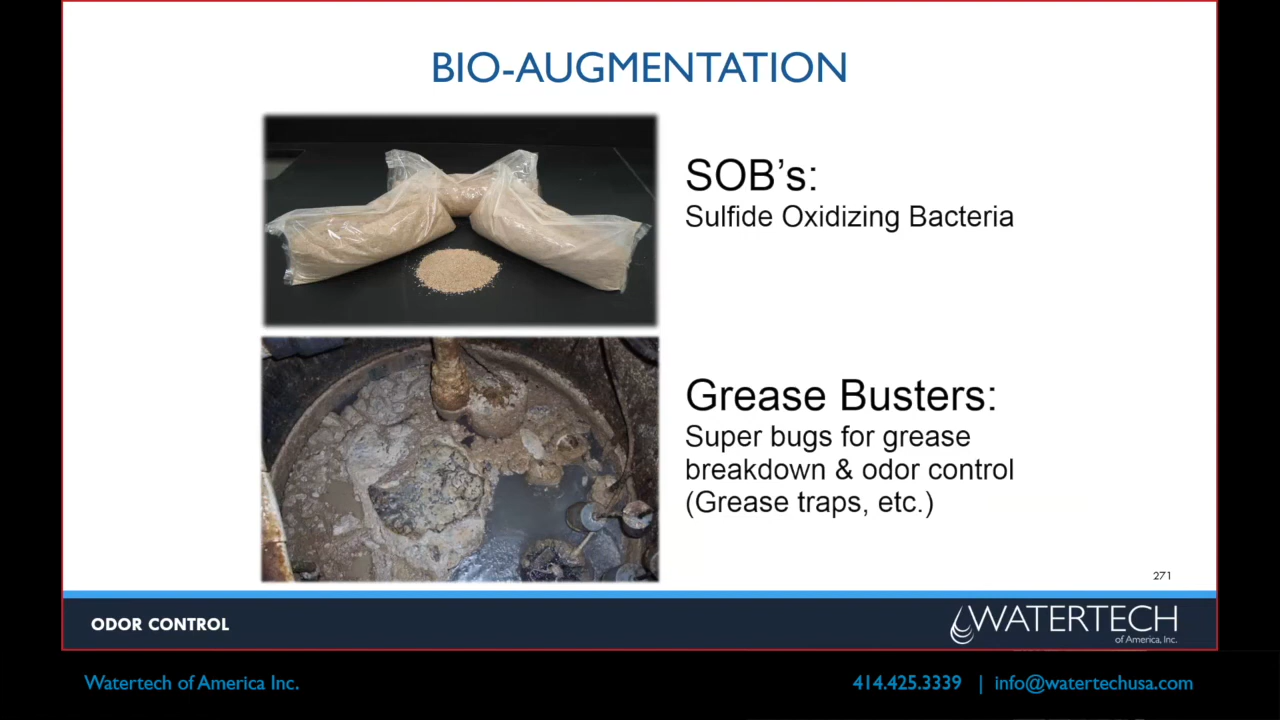 BIO-AUGMENTATION
SOB's:
Sulfide Oxidizing Bacteria
Grease Busters:
Super bugs for grease
breakdown & odor control
(Grease traps, etc.)
271
ODOR CONTROL
WATERTECH
of America, Inc.
Watertech of America Inc.
414.425.3339 | info@watertechusa.com